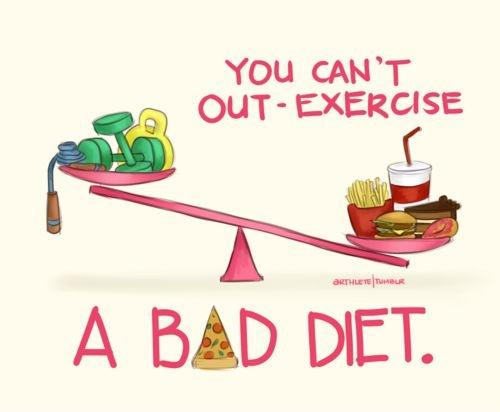 YOU CAN'T
OUT-EXERCISE
ARTHLETE|TUMBLR
A BAD DIET.